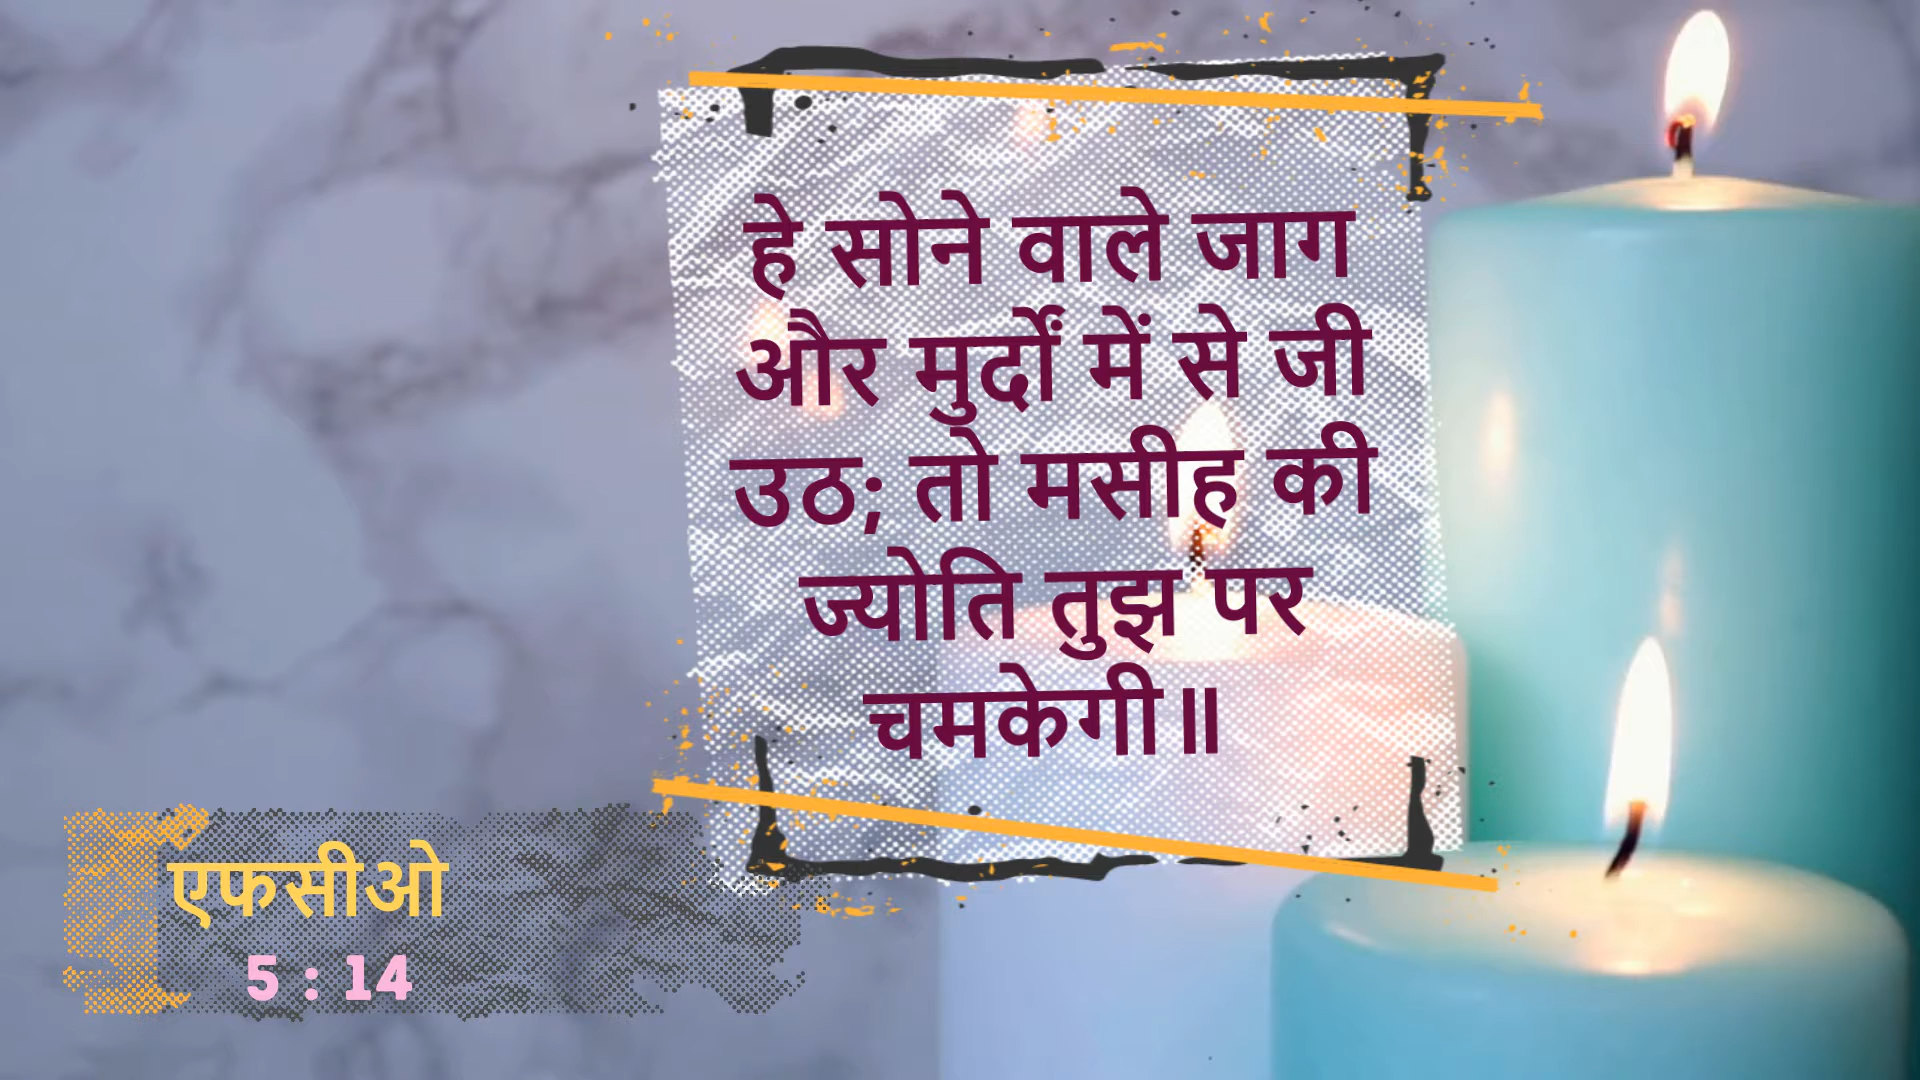 हे सोने वाले जाग
और मुर्दों में से जी
उठ; तो मसीह की
ज्योति तुझ पर
चमकेगी॥
एफसीओ
5 : 14